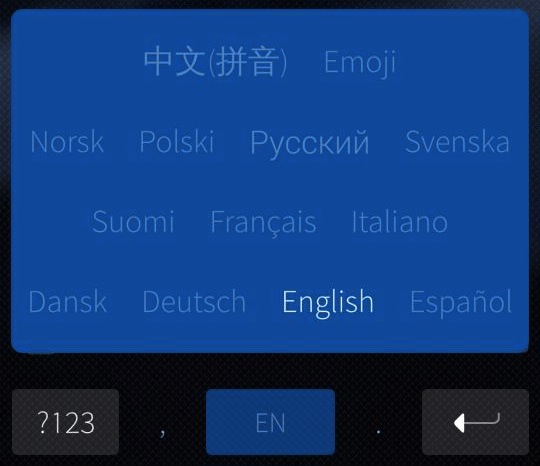 中文(拼音) Emoji
Norsk Polski Русский Svenska
Suomi Français Italiano
Dansk Deutsch English Español
?123 , EN .